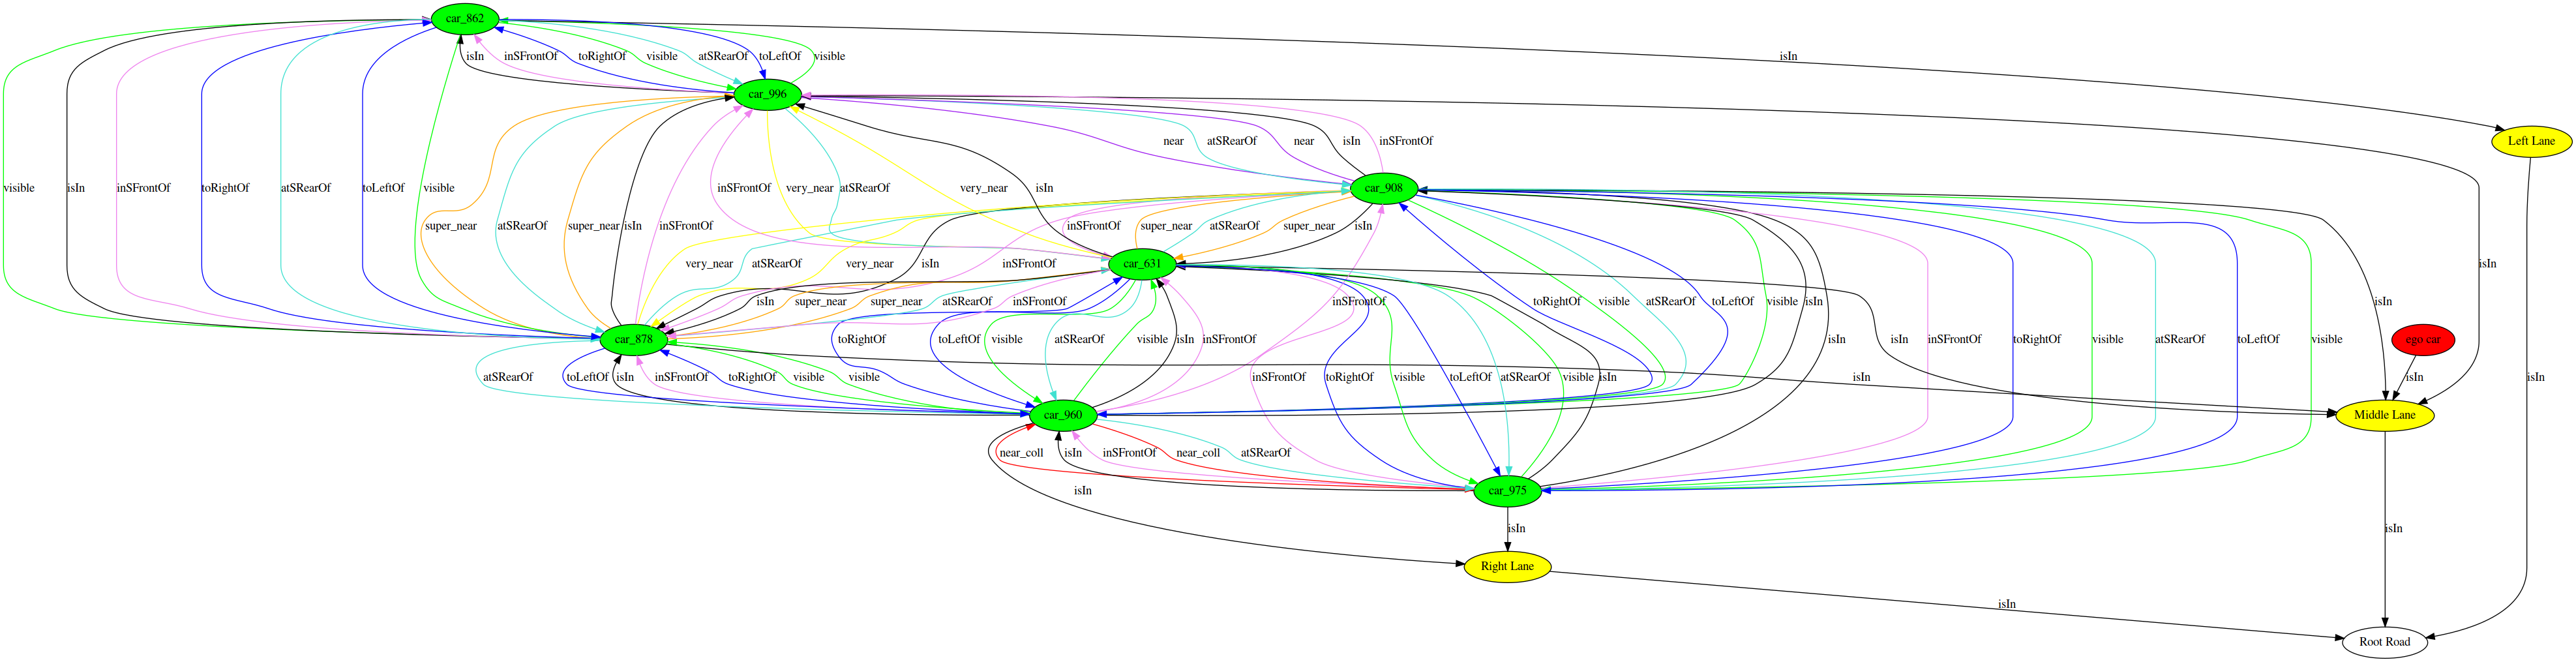 car_862
isIn
isIn inSFrontOf toRightOf visible atSRearOf toLeftOf visible
car_996
Left Lane
near atSRearOf near isIn inSFrontOf
visible isIn inSFrontOf toRightOf atSRearOf toLeftOf visible inSFrontOf very_near atSRearOf very_near isIn car_908
super_near atSRearOf super_near isIn inSFrontOf inSFrontOf super_near atSRearOf super_near isIn
very_near atSRearOf very_near isIn inSFrontOf car_631 isIn
isIn super_near super_near atSRearOf inSFrontOf inSFrontOf toRightOf visible atSRearOf toLeftOf visible isIn isIn
car_878 toRightOf toLeftOf visible atSRearOf visible isIn inSFrontOf isIn inSFrontOf toRightOf visible atSRearOf toLeftOf visible isIn ego car
atSRearOf toLeftOf isIn inSFrontOf toRightOf visible visible inSFrontOf toRightOf visible toLeftOf atSRearOf visible isIn isIn isIn isIn
car_960 Middle Lane
near_coll isIn inSFrontOf near_coll atSRearOf
isIn car_975
isIn isIn
Right Lane
isIn
Root Road